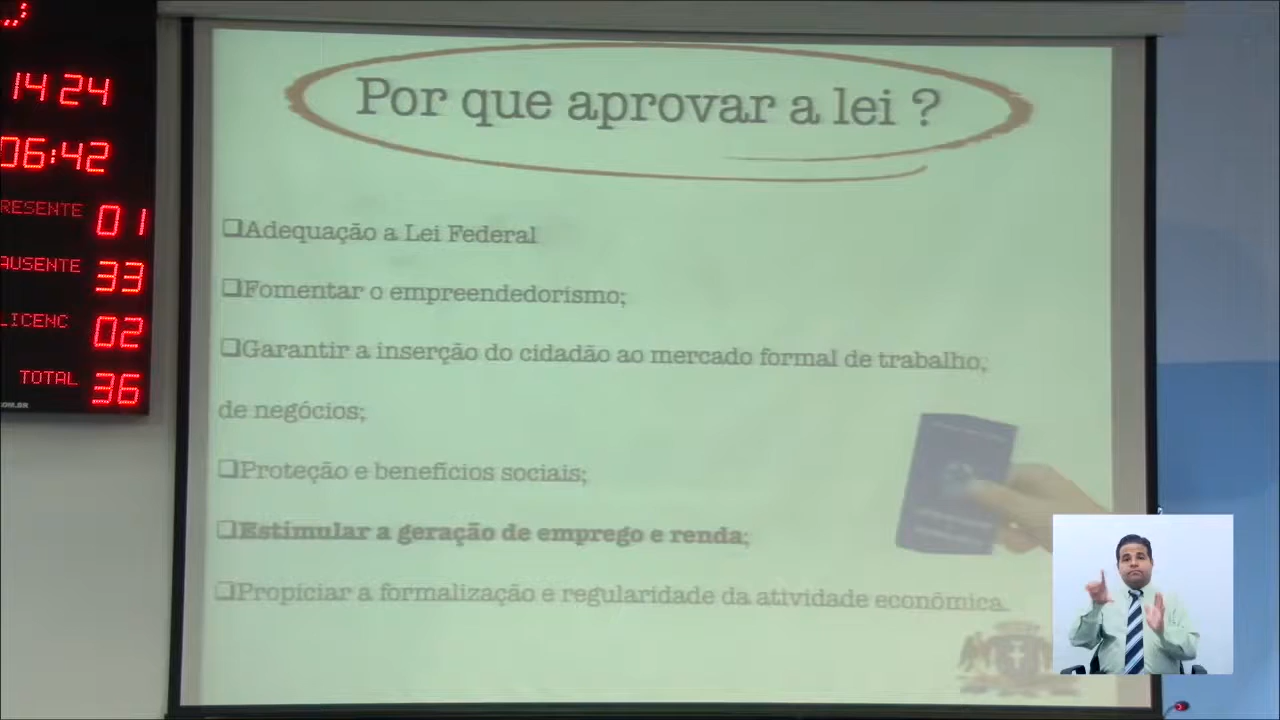 14 24
06:42
RESENTE 01
AUSENTE 33
LICENC 02
TOTAL 36
COM.BR
Por que aprovar a lei ?
❑Adequação a Lei Federal
❑Fomentar o empreendedorismo;
❑Garantir a inserção do cidadão ao mercado formal de trabalho,
de negócios;
❑Proteção e benefícios sociais;
❑Estimular a geração de emprego e renda;
❑Propiciar a formalização e regularidade da atividade econômica.